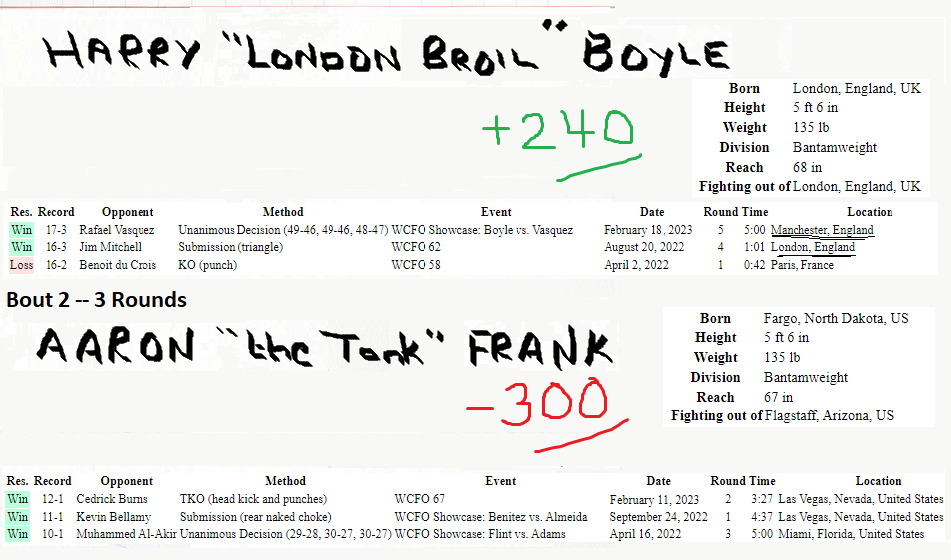 HARRY "LONDON BROIL" BOYLE
+240
Born London, England, UK
Height 5 ft 6 in
Weight 135 lb
Division Bantamweight
Reach 68 in
Fighting out of London, England, UK
Res. Record Opponent Method Event Date Round Time Location
Win 17-3 Rafael Vasquez Unanimous Decision (49-46, 49-46, 48-47) WCFO Showcase: Boyle vs. Vasquez February 18, 2023 5 5:00 Manchester, England
Win 16-3 Jim Mitchell Submission (triangle) WCFO 62 August 20, 2022 4 1:01 London, England
Loss 16-2 Benoit du Crois KO (punch) WCFO 58 April 2, 2022 1 0:42 Paris, France
Bout 2 -- 3 Rounds
AARON "the Tank" FRANK
-300
Born Fargo, North Dakota, US
Height 5 ft 6 in
Weight 135 lb
Division Bantamweight
Reach 67 in
Fighting out of Flagstaff, Arizona, US
Res. Record Opponent Method Event Date Round Time Location
Win 12-1 Cedrick Burns TKO (head kick and punches) WCFO 67 February 11, 2023 2 3:27 Las Vegas, Nevada, United States
Win 11-1 Kevin Bellamy Submission (rear naked choke) WCFO Showcase: Benitez vs. Almeida September 24, 2022 1 4:37 Las Vegas, Nevada, United States
Win 10-1 Muhammed Al-Akir Unanimous Decision (29-28, 30-27, 30-27) WCFO Showcase: Flint vs. Adams April 16, 2022 3 5:00 Miami, Florida, United States